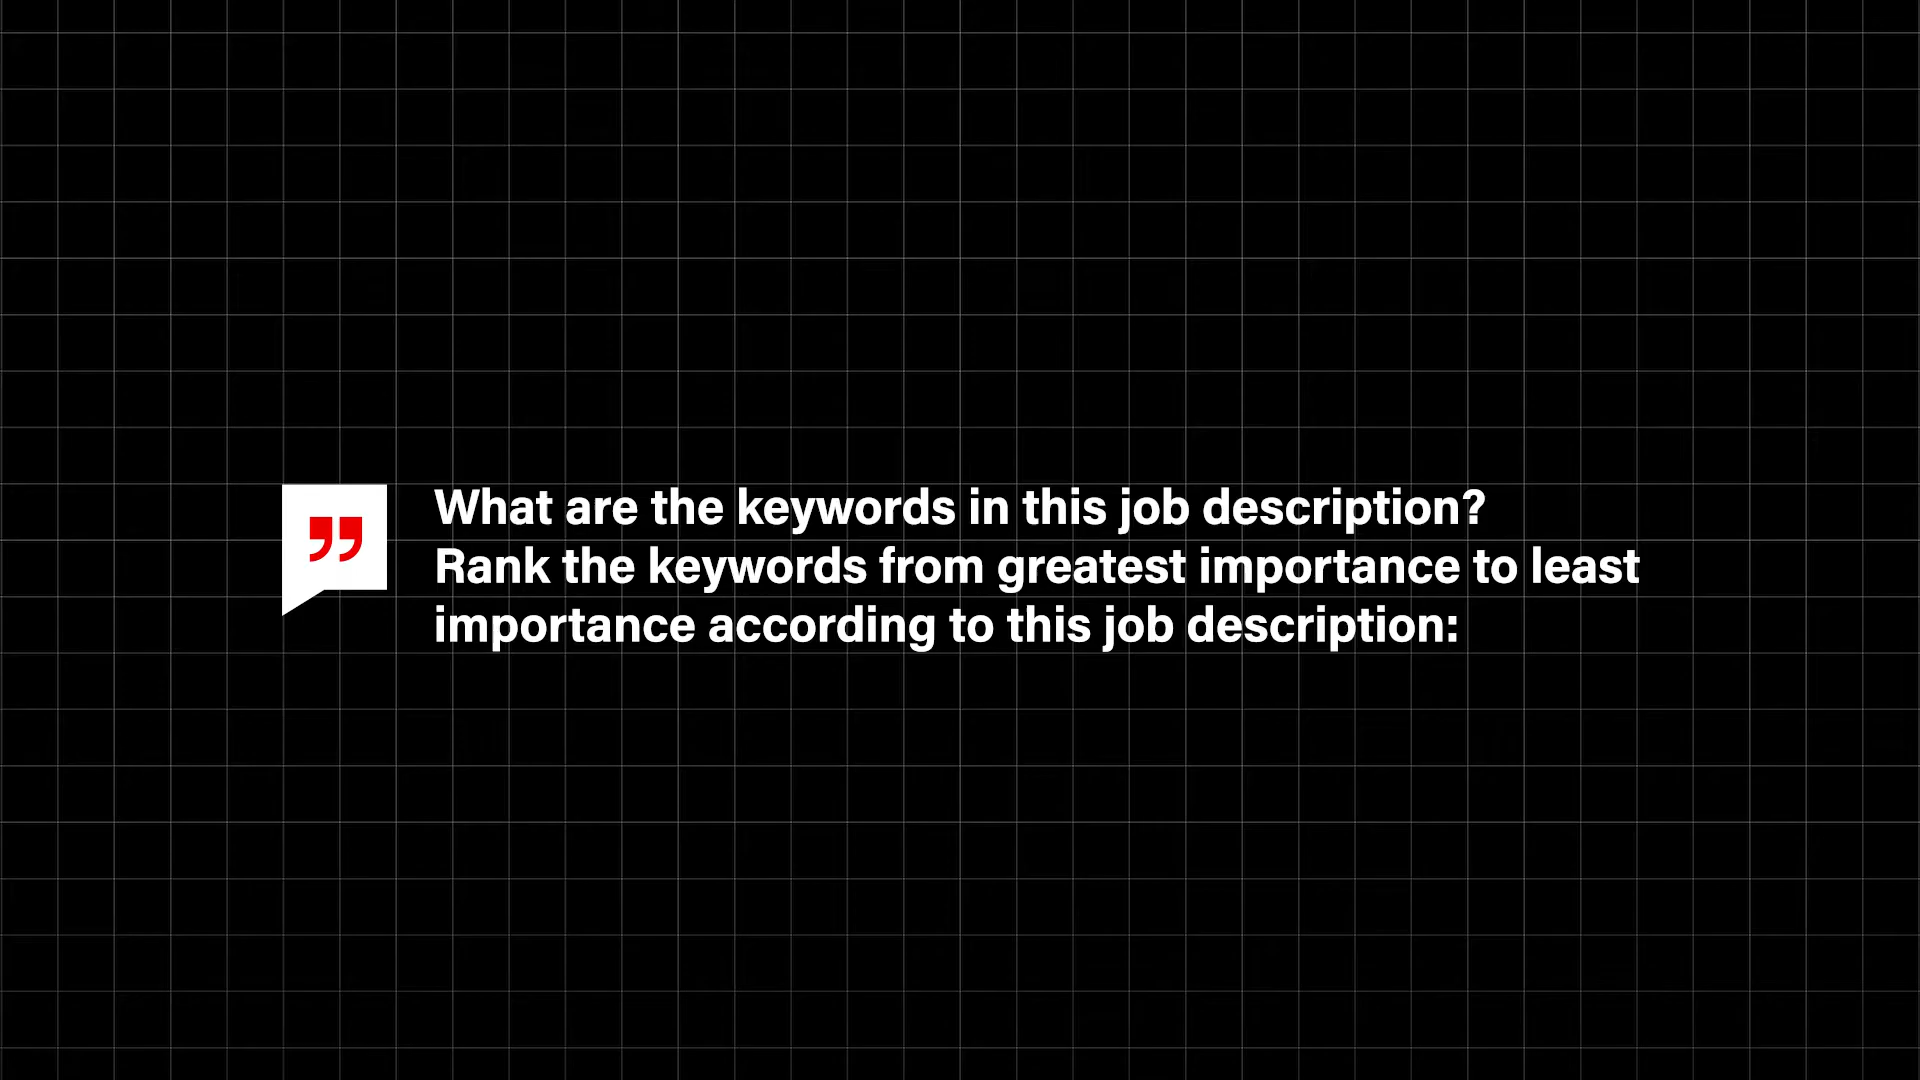 What are the keywords in this job description?
Rank the keywords from greatest importance to least
importance according to this job description: